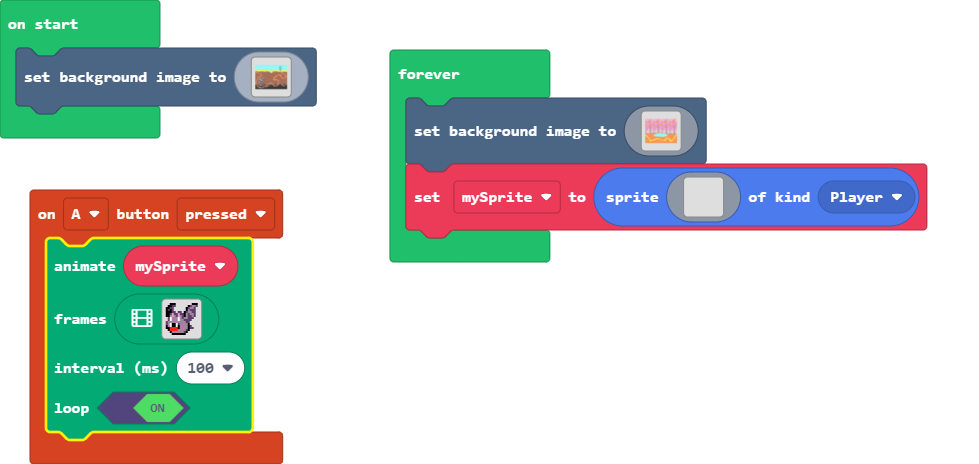 on start
set background image to
forever
set background image to
set mySprite to sprite of kind Player
on A button pressed
animate mySprite
frames
interval (ms) 100
loop ON